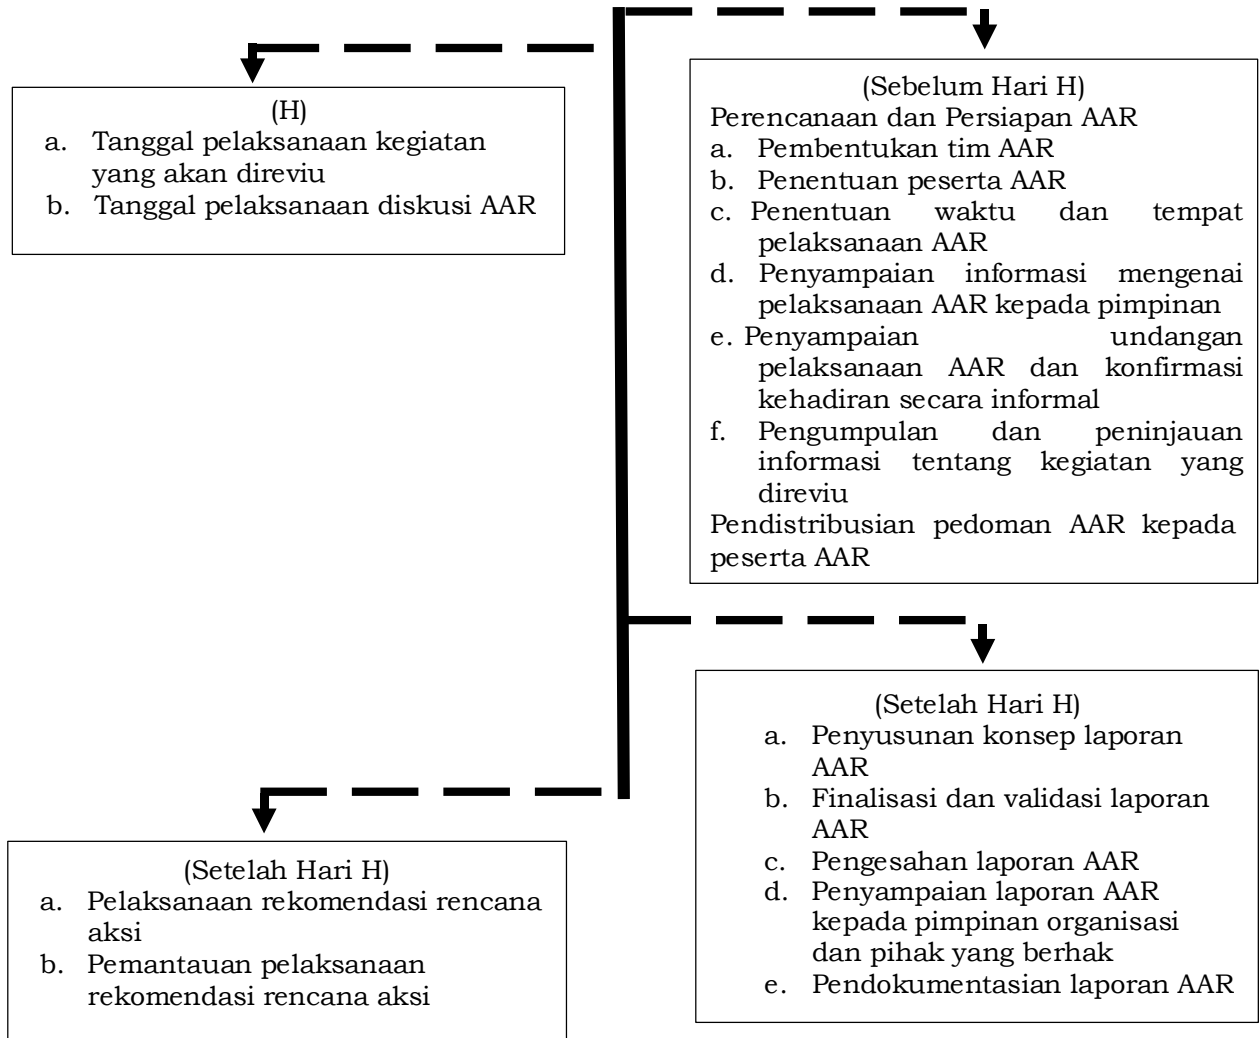 (H)
a. Tanggal pelaksanaan kegiatan
yang akan direviu
b. Tanggal pelaksanaan diskusi AAR
(Sebelum Hari H)
Perencanaan dan Persiapan AAR
a. Pembentukan tim AAR
b. Penentuan peserta AAR
c. Penentuan waktu dan tempat
pelaksanaan AAR
d. Penyampaian informasi mengenai
pelaksanaan AAR kepada pimpinan
e. Penyampaian undangan
pelaksanaan AAR dan konfirmasi
kehadiran secara informal
f. Pengumpulan dan peninjauan
informasi tentang kegiatan yang
direviu
Pendistribusian pedoman AAR kepada
peserta AAR
(Setelah Hari H)
a. Penyusunan konsep laporan
AAR
b. Finalisasi dan validasi laporan
AAR
c. Pengesahan laporan AAR
d. Penyampaian laporan AAR
kepada pimpinan organisasi
dan pihak yang berhak
e. Pendokumentasian laporan AAR
(Setelah Hari H)
a. Pelaksanaan rekomendasi rencana
aksi
b. Pemantauan pelaksanaan
rekomendasi rencana aksi